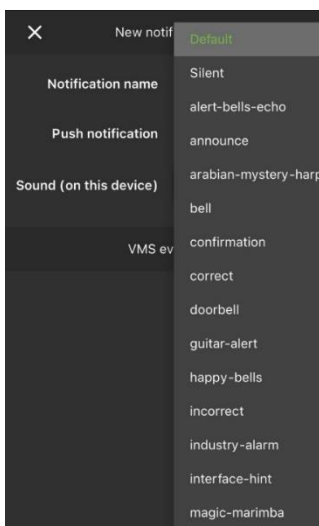 New notif
Notification name
Push notification
Sound (on this device)
VMS ev
Default
Silent
alert-bells-echo
announce
arabian-mystery-harp
bell
confirmation
correct
doorbell
guitar-alert
happy-bells
incorrect
industry-alarm
interface-hint
magic-marimba